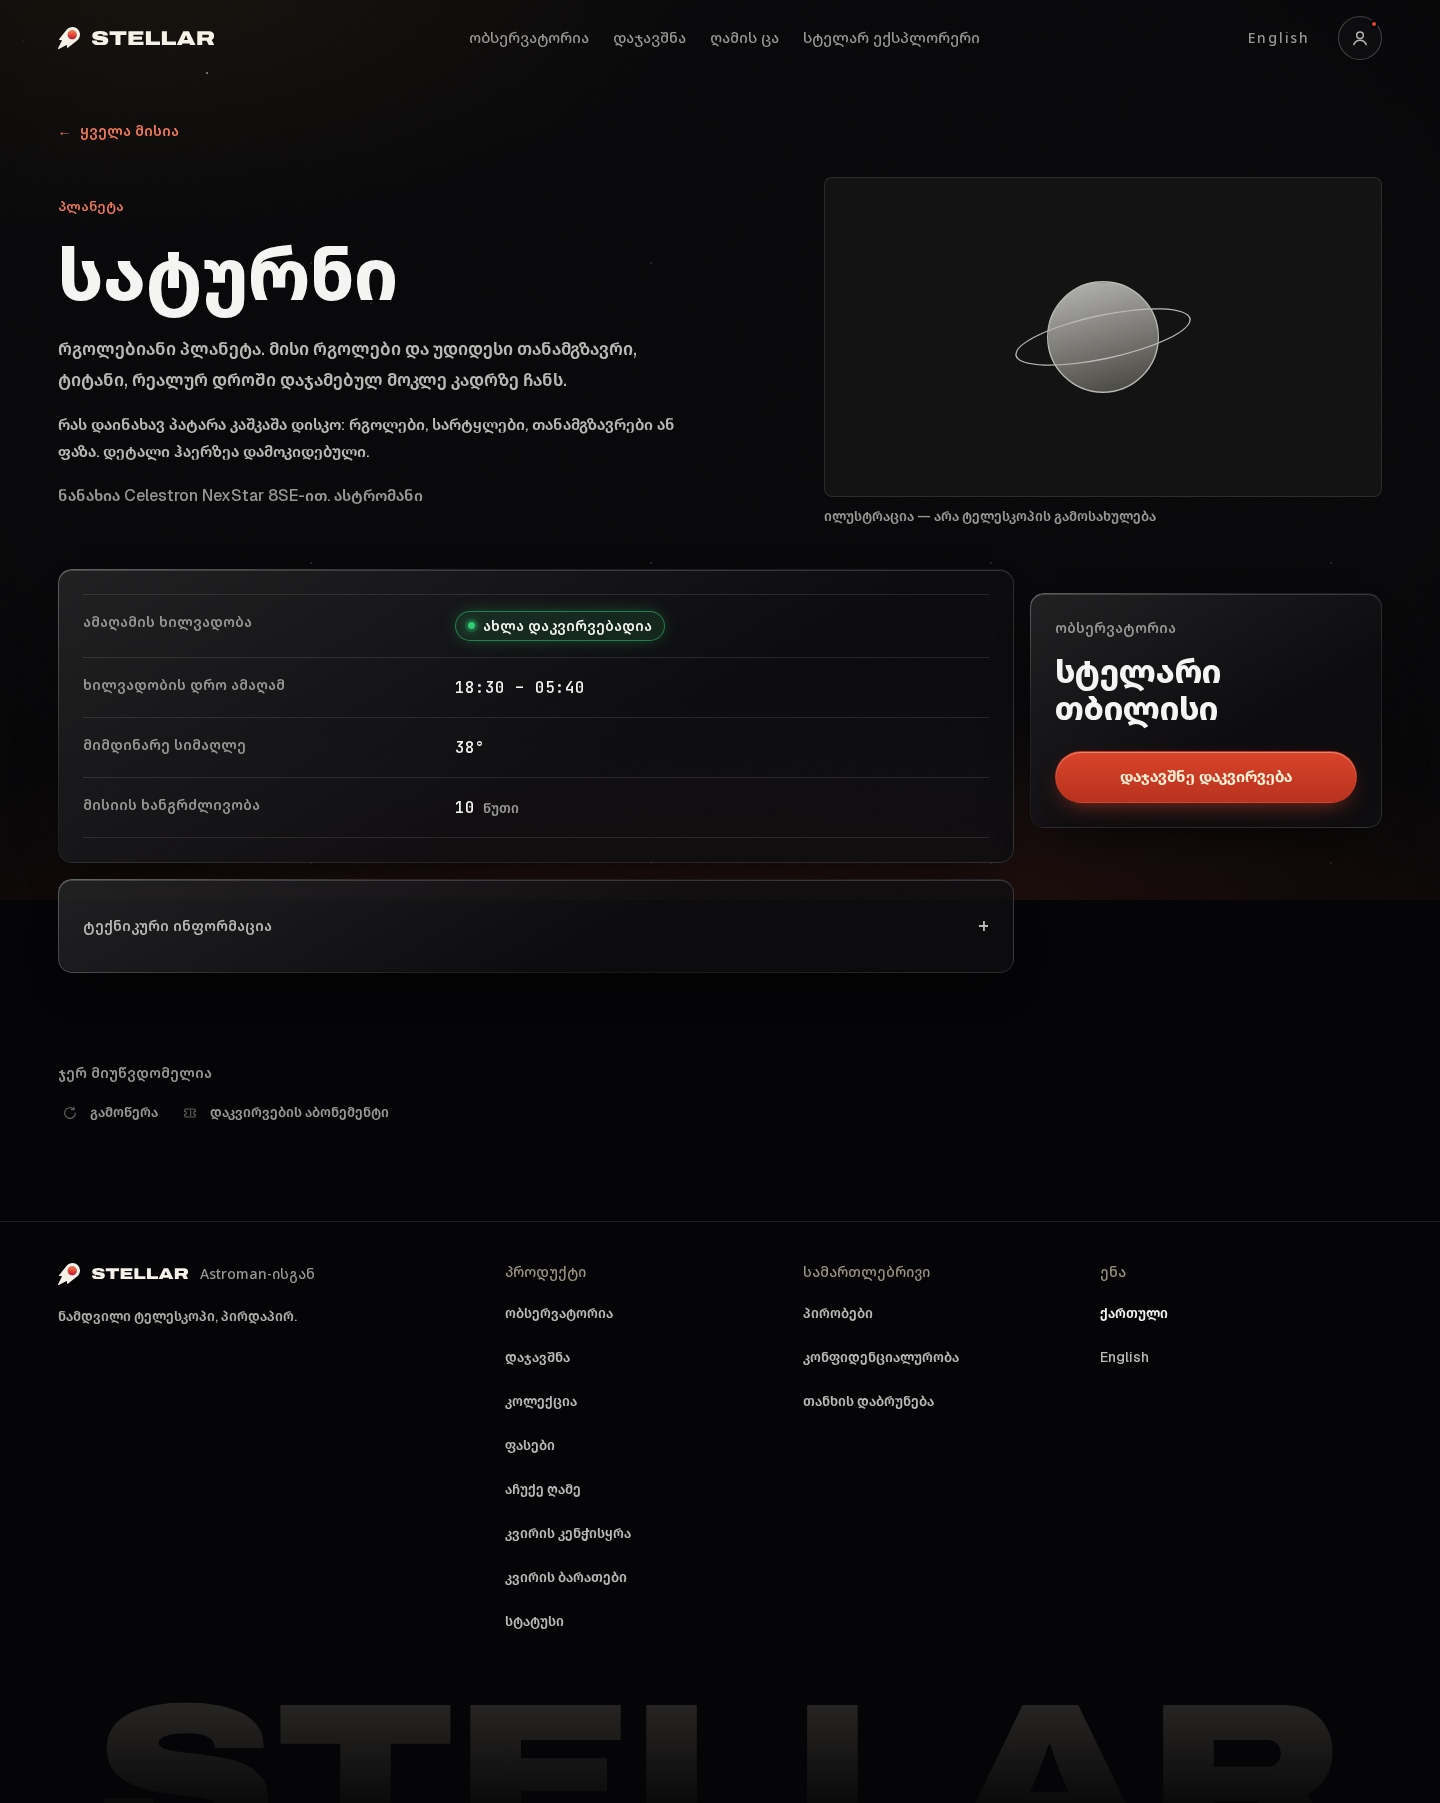 STELLAR
ობსერვატორია დაჯავშნა ღამის ცა სტელარ ექსპლორერი
English
← ყველა მისია
პლანეტა
სატურნი
რგოლებიანი პლანეტა. მისი რგოლები და უდიდესი თანამგზავრი,
ტიტანი, რეალურ დროში დაჯამებულ მოკლე კადრზე ჩანს.
რას დაინახავ პატარა კაშკაშა დისკო: რგოლები, სარტყლები, თანამგზავრები ან
ფაზა. დეტალი ჰაერზეა დამოკიდებული.
ნანახია Celestron NexStar 8SE-ით. ასტრომანი
ილუსტრაცია — არა ტელესკოპის გამოსახულება
ამაღამის ხილვადობა
ახლა დაკვირვებადია
ხილვადობის დრო ამაღამ
18:30 – 05:40
მიმდინარე სიმაღლე
38°
მისიის ხანგრძლივობა
10 წუთი
ობსერვატორია
სტელარი
თბილისი
დაჯავშნე დაკვირვება
ტექნიკური ინფორმაცია
+
ჯერ მიუწვდომელია
გამოწერა
დაკვირვების აბონემენტი
STELLAR Astroman-ისგან
ნამდვილი ტელესკოპი, პირდაპირ.
პროდუქტი
ობსერვატორია
დაჯავშნა
კოლექცია
ფასები
აჩუქე ღამე
კვირის კენჭისყრა
კვირის ბარათები
სტატუსი
სამართლებრივი
პირობები
კონფიდენციალურობა
თანხის დაბრუნება
ენა
ქართული
English
STELLAR